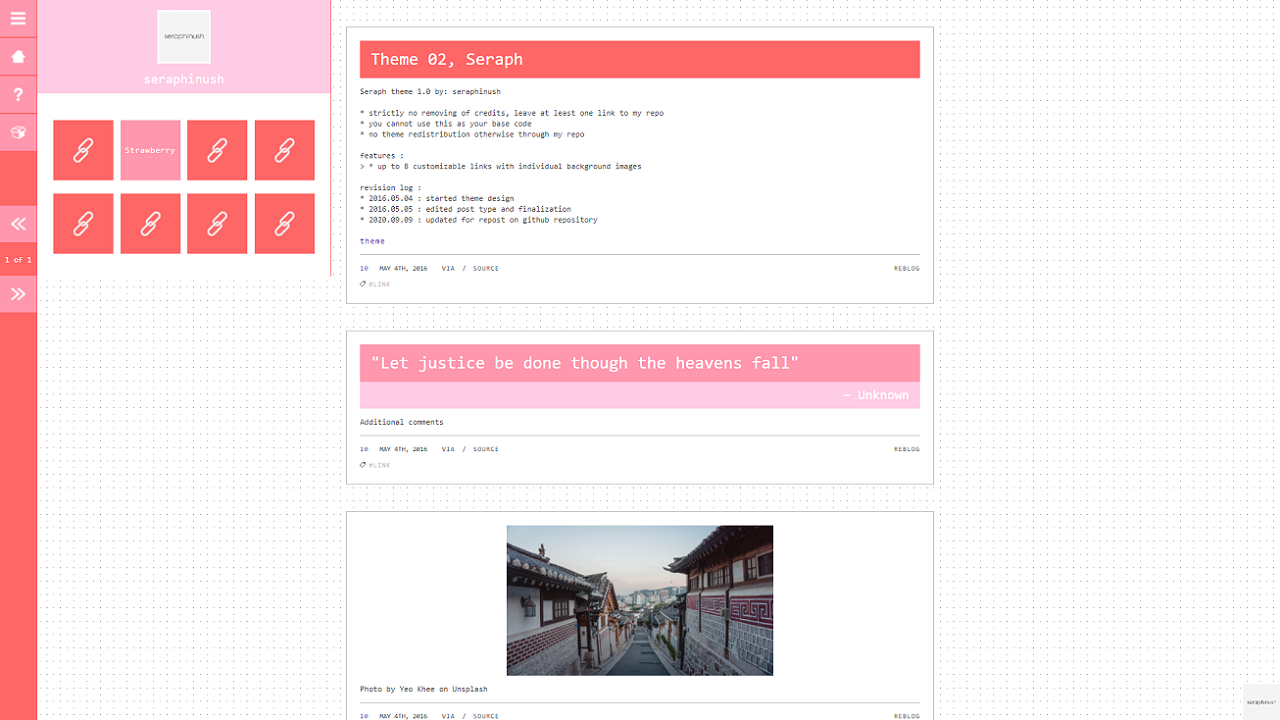 seraphinush
seraphinush
Strawberry
1 of 1
Theme 02, Seraph
Seraph theme 1.0 by: seraphinush
* strictly no removing of credits, leave at least one link to my repo
* you cannot use this as your base code
* no theme redistribution otherwise through my repo
features :
> * up to 8 customizable links with individual background images
revision log :
* 2016.05.04 : started theme design
* 2016.05.05 : edited post type and finalization
* 2020.09.09 : updated for repost on github repository
theme
10 MAY 4TH, 2016 VIA / SOURCE REBLOG
#LINK
"Let justice be done though the heavens fall"
— Unknown
Additional comments
10 MAY 4TH, 2016 VIA / SOURCE REBLOG
#LINK
Photo by Yeo Khee on Unsplash
10 MAY 4TH, 2016 VIA / SOURCE REBLOG
seraphinush